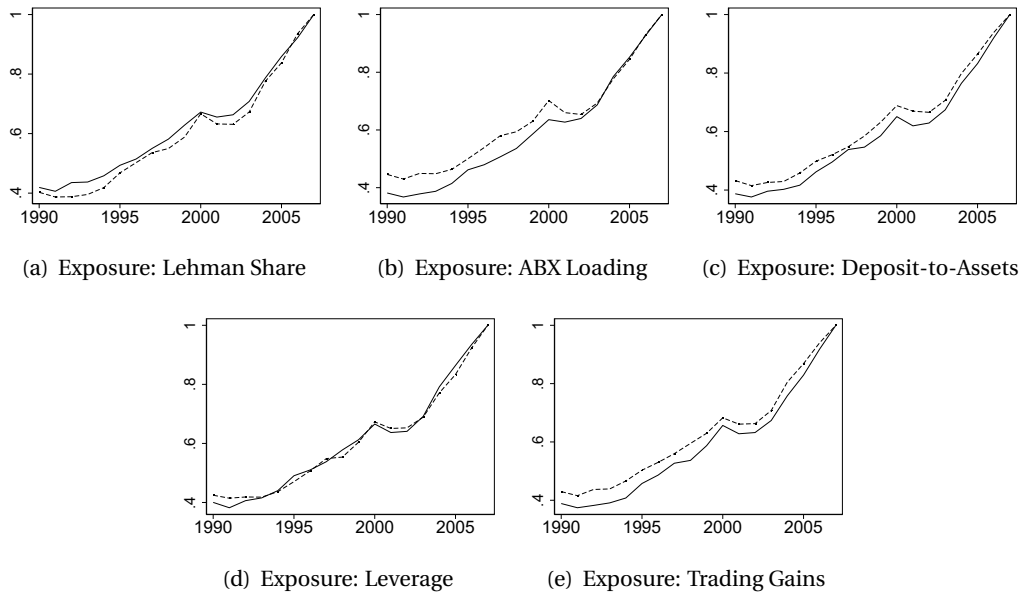 1
.8
.6
.4
1990 1995 2000 2005
(a) Exposure: Lehman Share
1
.8
.6
.4
1990 1995 2000 2005
(b) Exposure: ABX Loading
1
.8
.6
.4
1990 1995 2000 2005
(c) Exposure: Deposit-to-Assets
1
.8
.6
.4
1990 1995 2000 2005
(d) Exposure: Leverage
1
.8
.6
.4
1990 1995 2000 2005
(e) Exposure: Trading Gains